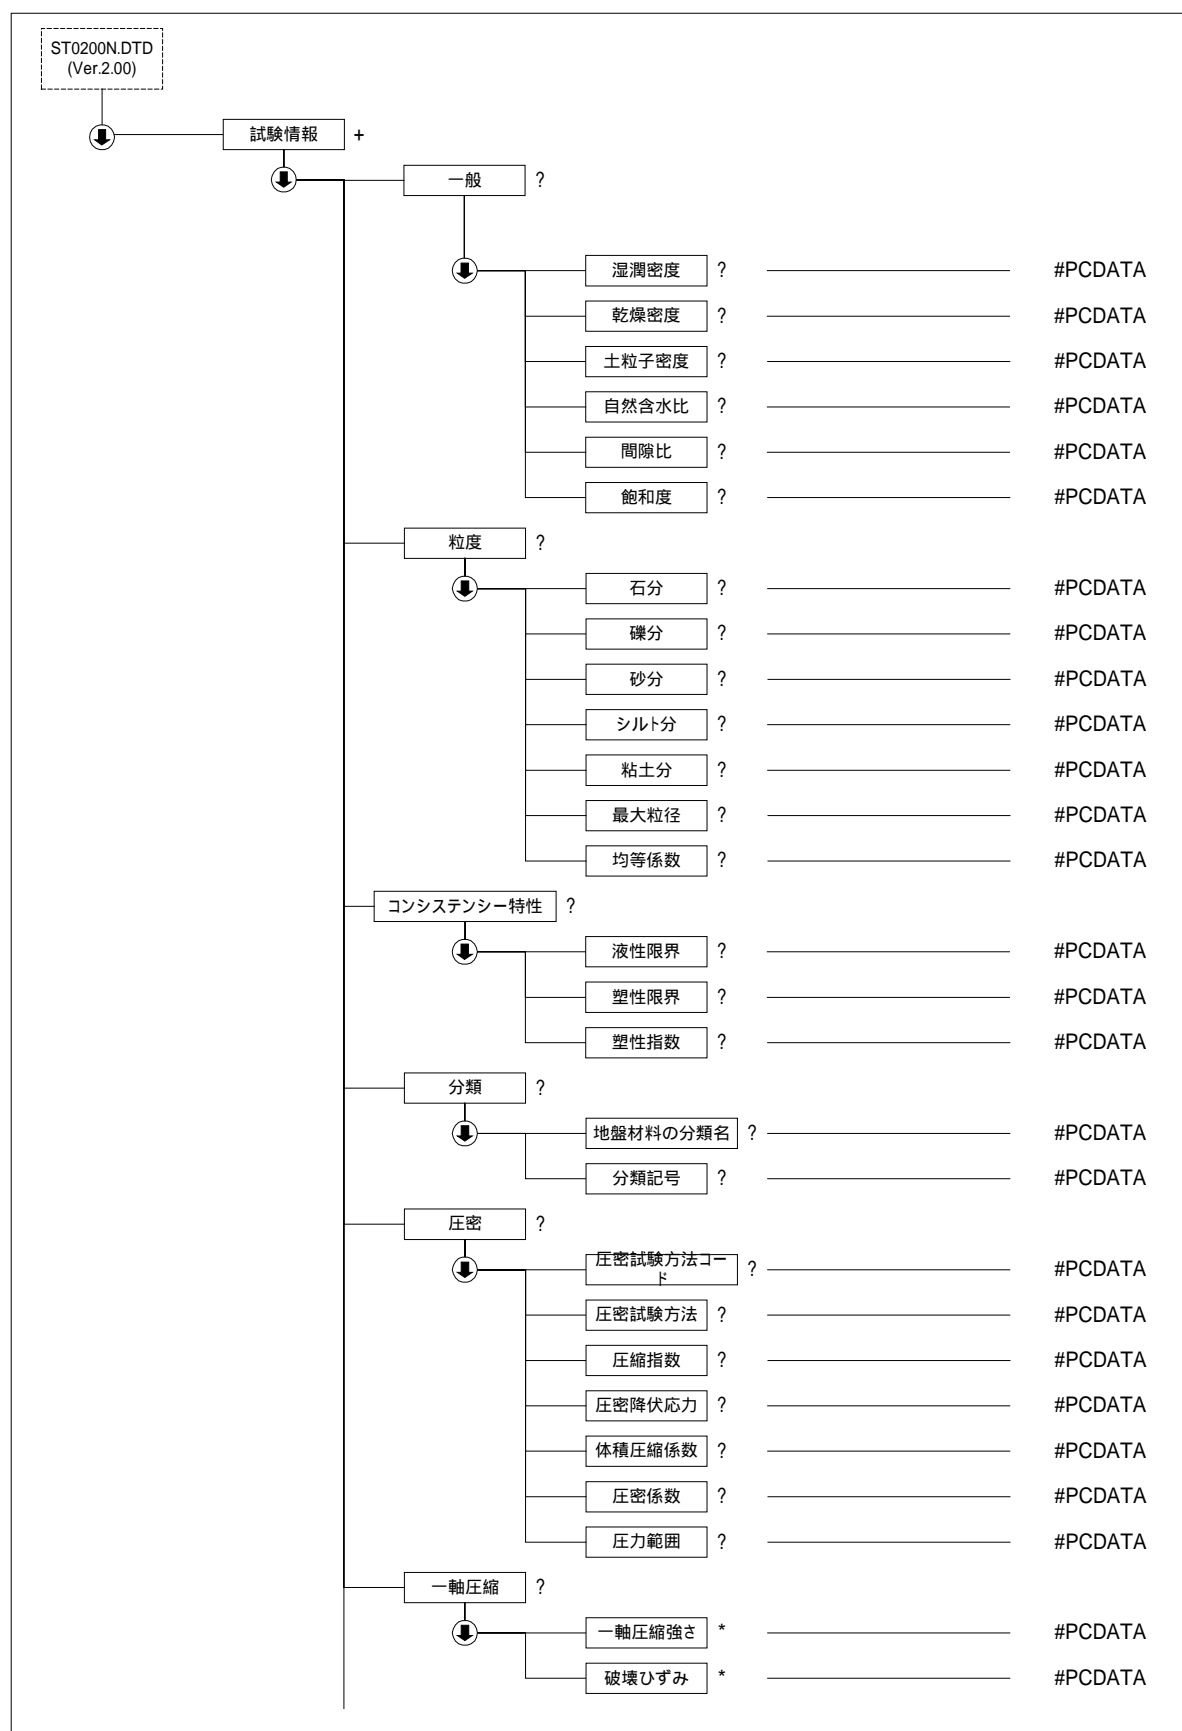 ST0200N.DTD
(Ver.2.00)
試験情報 +
一般 ?
湿潤密度 ? #PCDATA
乾燥密度 ? #PCDATA
土粒子密度 ? #PCDATA
自然含水比 ? #PCDATA
間隙比 ? #PCDATA
飽和度 ? #PCDATA
粒度 ?
石分 ? #PCDATA
礫分 ? #PCDATA
砂分 ? #PCDATA
シルト分 ? #PCDATA
粘土分 ? #PCDATA
最大粒径 ? #PCDATA
均等係数 ? #PCDATA
コンシステンシー特性 ?
液性限界 ? #PCDATA
塑性限界 ? #PCDATA
塑性指数 ? #PCDATA
分類 ?
地盤材料の分類名 ? #PCDATA
分類記号 ? #PCDATA
圧密 ?
圧密試験方法コー
ド ? #PCDATA
圧密試験方法 ? #PCDATA
圧縮指数 ? #PCDATA
圧密降伏応力 ? #PCDATA
体積圧縮係数 ? #PCDATA
圧密係数 ? #PCDATA
圧力範囲 ? #PCDATA
一軸圧縮 ?
一軸圧縮強さ * #PCDATA
破壊ひずみ * #PCDATA